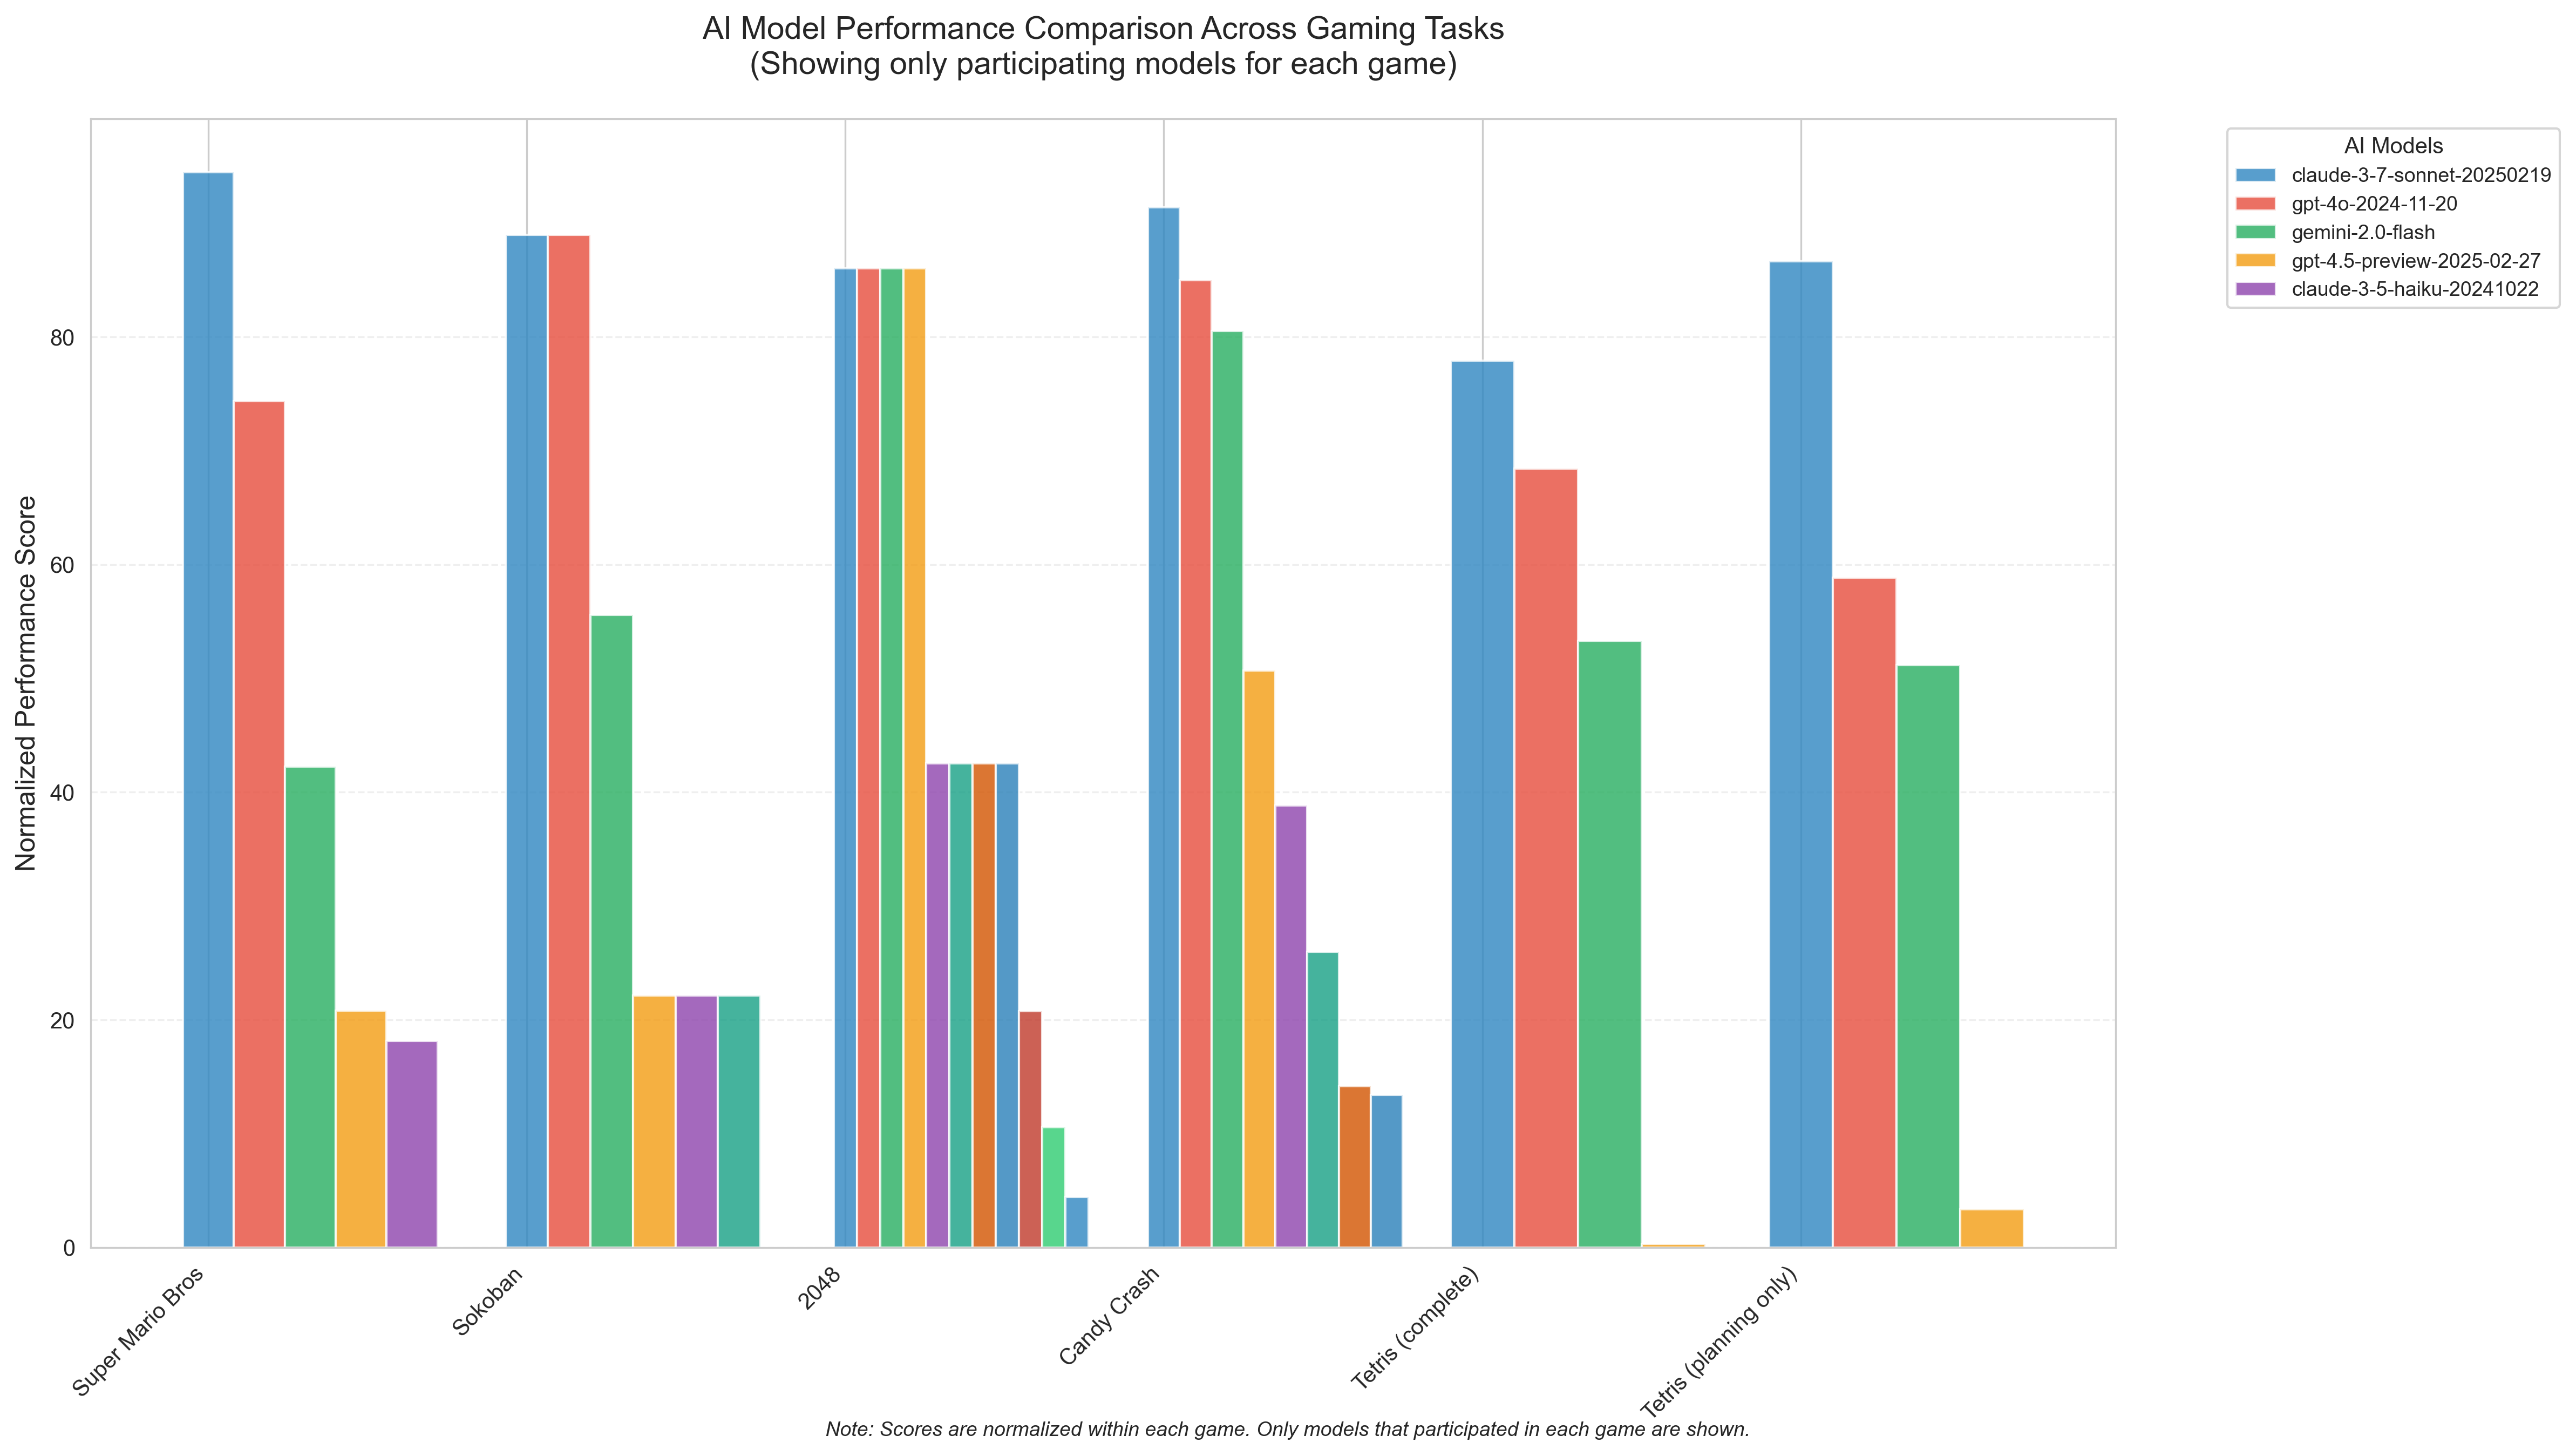 AI Model Performance Comparison Across Gaming Tasks
(Showing only participating models for each game)
AI Models
claude-3-7-sonnet-20250219
gpt-4o-2024-11-20
gemini-2.0-flash
gpt-4.5-preview-2025-02-27
claude-3-5-haiku-20241022
Normalized Performance Score
80
60
40
20
0
Super Mario Bros
Sokoban
2048
Candy Crash
Tetris (complete)
Tetris (planning only)
Note: Scores are normalized within each game. Only models that participated in each game are shown.